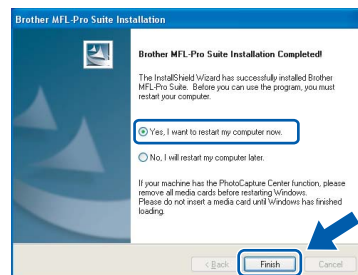 Brother MFL-Pro Suite Installation
Brother MFL-Pro Suite Installation Completed!
The InstallShield Wizard has successfully installed Brother
MFL-Pro Suite. Before you can use the program, you must
restart your computer.
Yes, I want to restart my computer now.
No, I will restart my computer later.
If your machine has the PhotoCapture Center function, please
remove all media cards before restarting Windows.
Please do not insert a media card until Windows has finished
loading.
< Back Finish Cancel